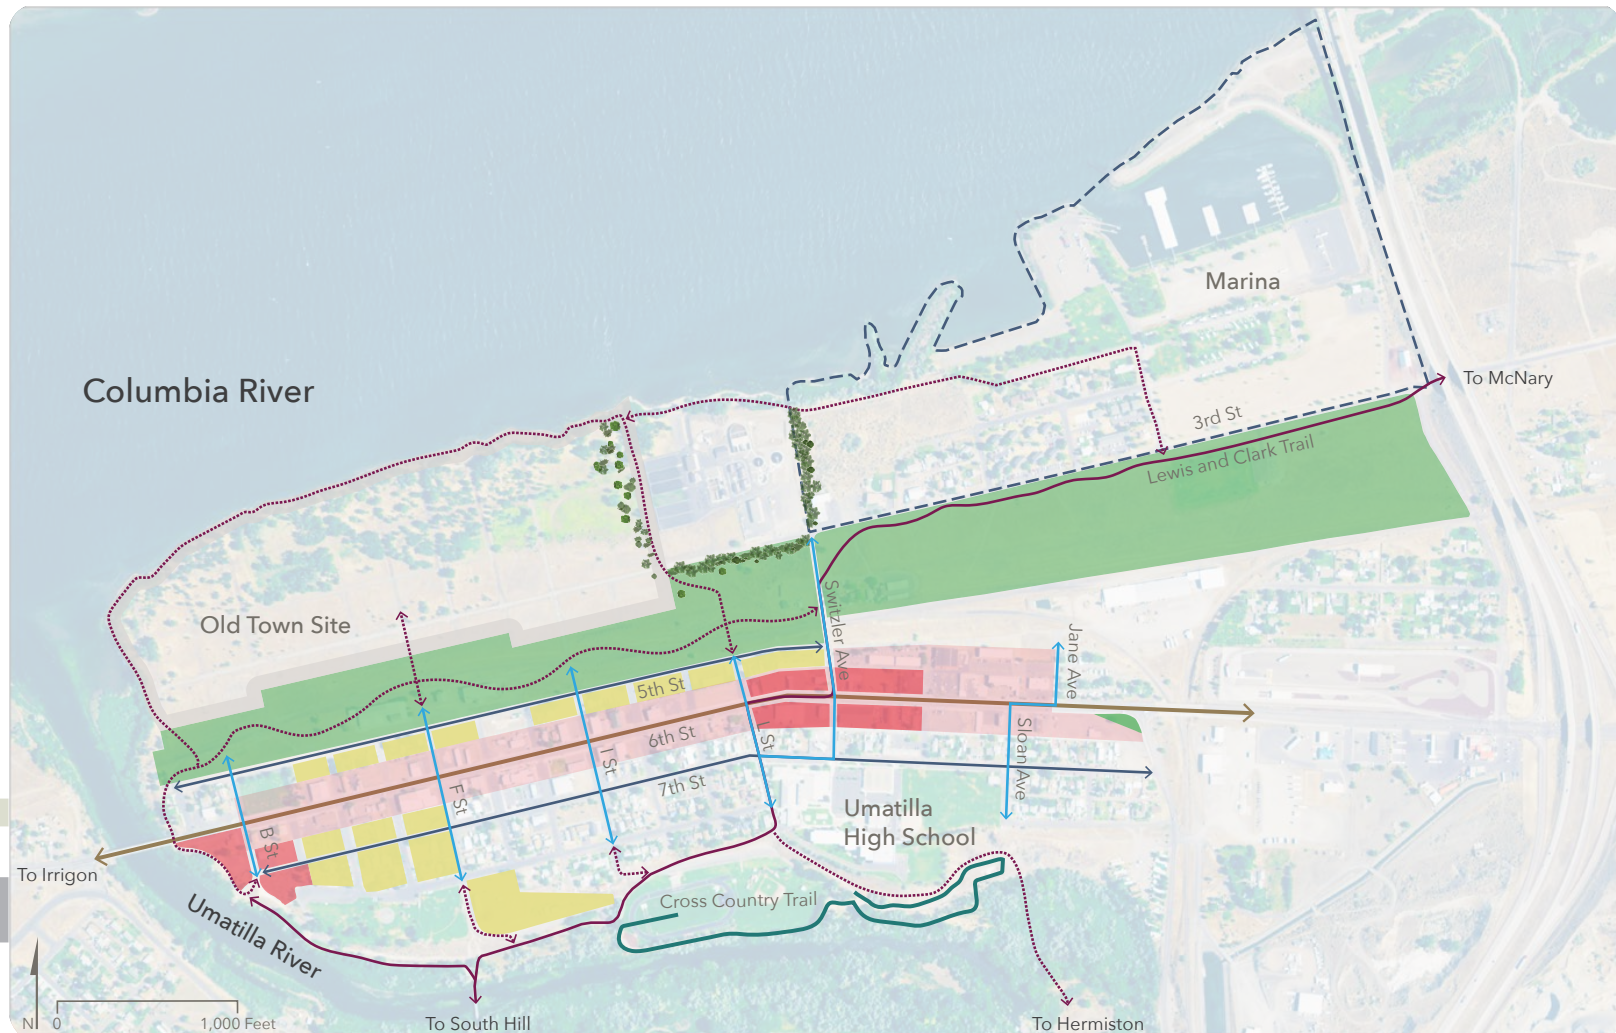 Marina
To McNary
Columbia River
3rd St
Lewis and Clark Trail
Switzler Ave
Old Town Site
Jane Ave
5th St
6th St
L St
I St
Sloan Ave
7th St
F St
Umatilla
High School
B St
To Irrigon
Cross Country Trail
Umatilla River
N
0
1,000 Feet
To South Hill
To Hermiston